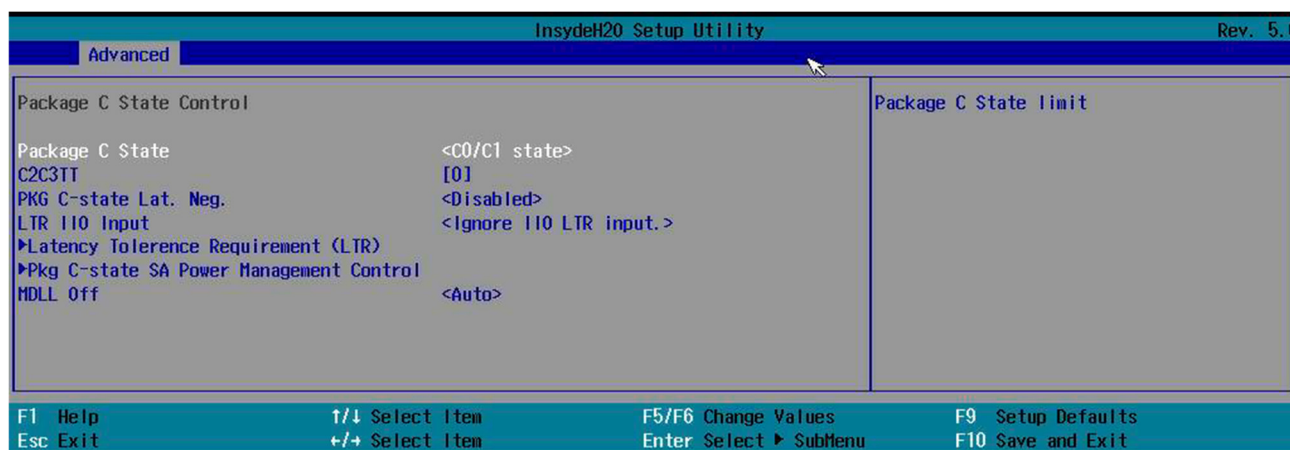 InsydeH20 Setup Utility Rev. 5.
Advanced
Package C State Control Package C State limit
Package C State <C0/C1 state>
C2C3TT [0]
PKG C-state Lat. Neg. <Disabled>
LTR IIO Input <Ignore IIO LTR input.>
▶Latency Tolerence Requirement (LTR)
▶Pkg C-state SA Power Management Control
MDLL Off <Auto>
F1 Help ↑/↓ Select Item F5/F6 Change Values F9 Setup Defaults
Esc Exit ←/→ Select Item Enter Select ▶ SubMenu F10 Save and Exit